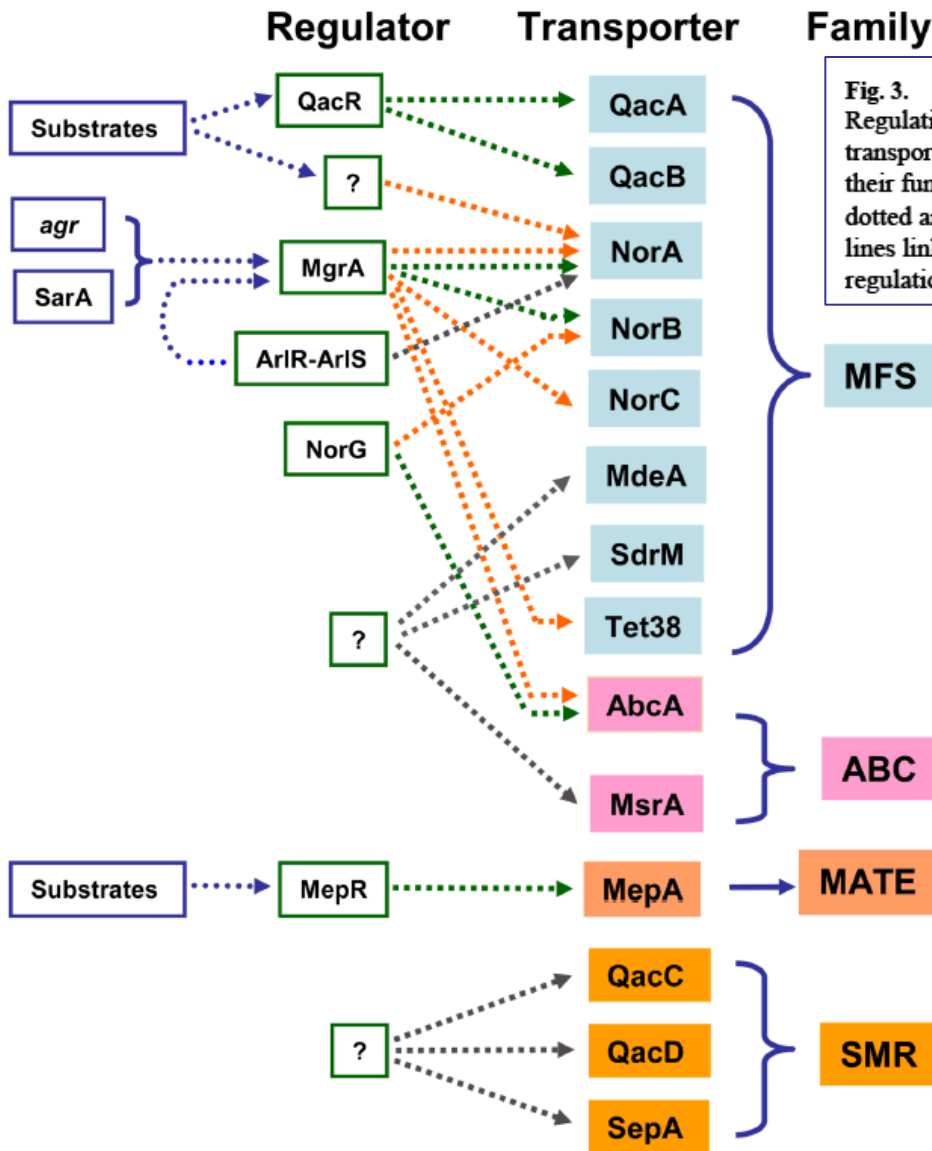 Regulator Transporter Family
Fig. 3.
Regulati
transpor
their fun
dotted a
lines lin
regulatio
Substrates
QacR
?
agr
SarA
MgrA
ArlR-ArlS
NorG
?
QacA
QacB
NorA
NorB
NorC
MdeA
SdrM
Tet38
MFS
AbcA
MsrA
ABC
Substrates
MepR
MepA
MATE
?
QacC
QacD
SepA
SMR